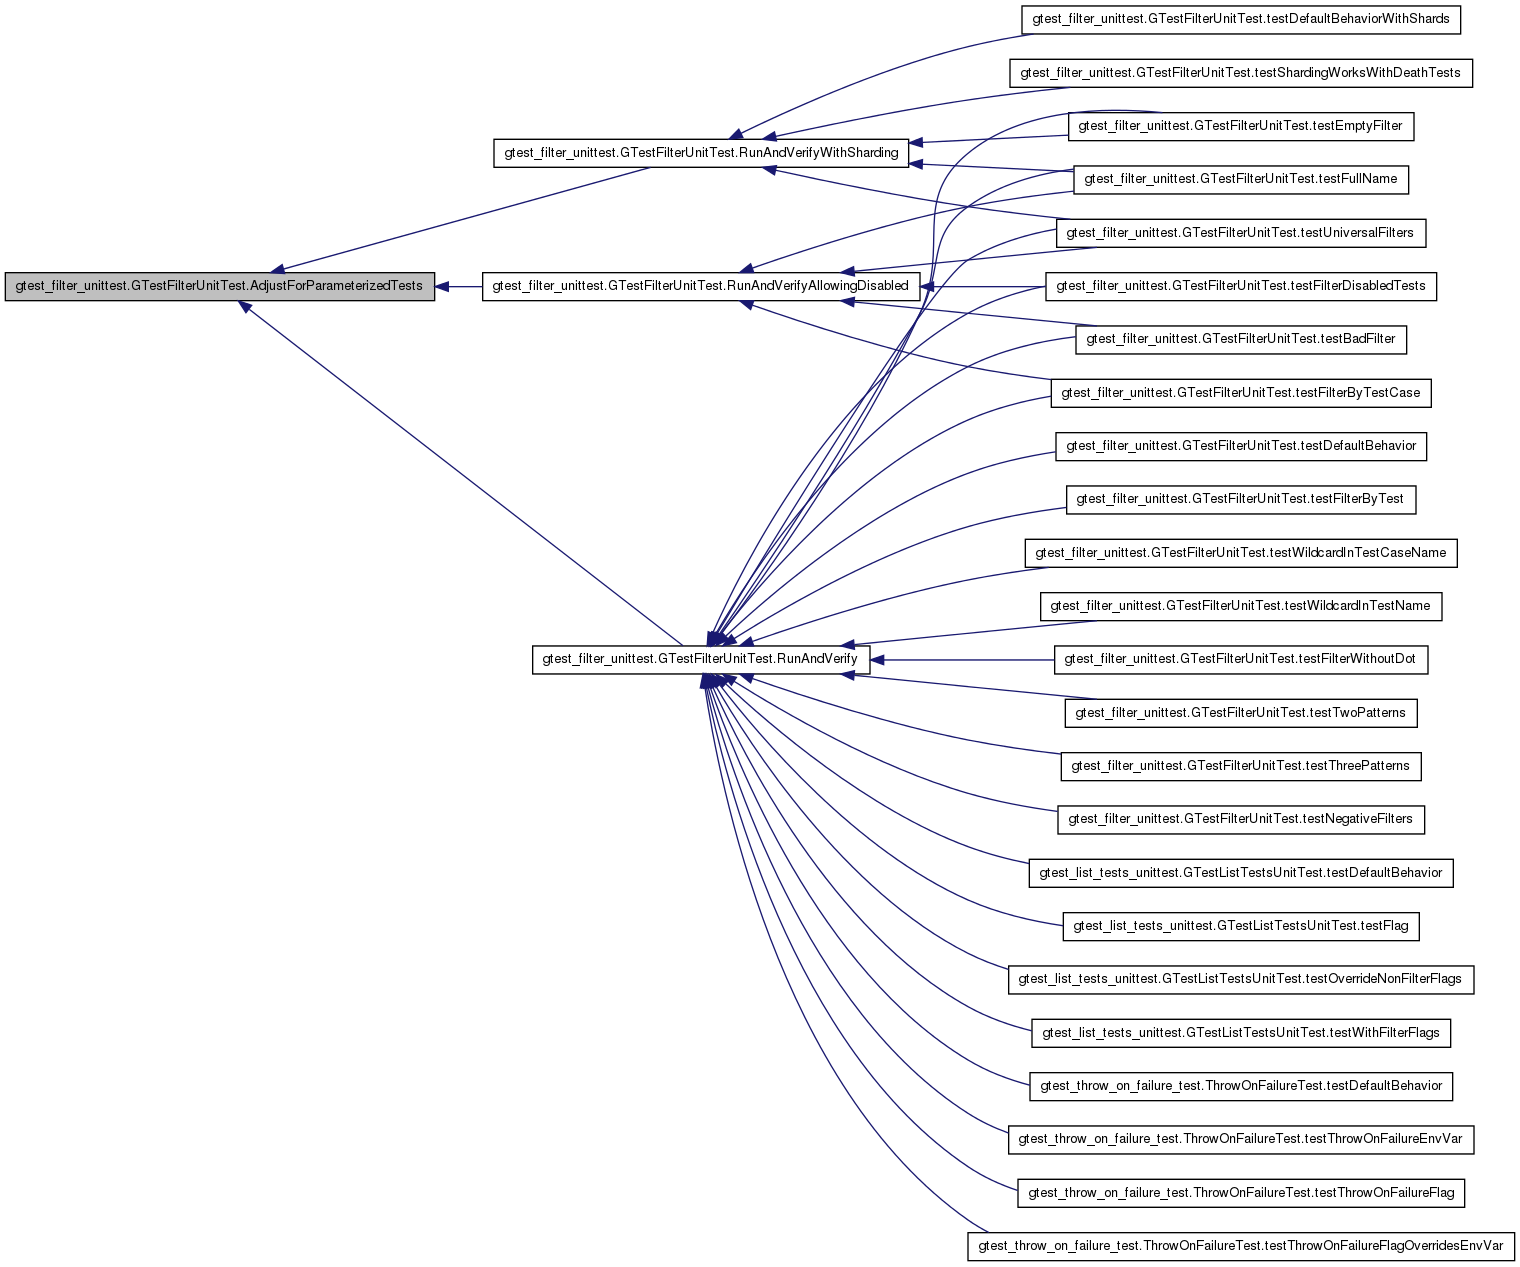 gtest_filter_unittest.GTestFilterUnitTest.AdjustForParameterizedTests
gtest_filter_unittest.GTestFilterUnitTest.RunAndVerifyWithSharding
gtest_filter_unittest.GTestFilterUnitTest.RunAndVerifyAllowingDisabled
gtest_filter_unittest.GTestFilterUnitTest.RunAndVerify
gtest_filter_unittest.GTestFilterUnitTest.testDefaultBehaviorWithShards
gtest_filter_unittest.GTestFilterUnitTest.testShardingWorksWithDeathTests
gtest_filter_unittest.GTestFilterUnitTest.testEmptyFilter
gtest_filter_unittest.GTestFilterUnitTest.testFullName
gtest_filter_unittest.GTestFilterUnitTest.testUniversalFilters
gtest_filter_unittest.GTestFilterUnitTest.testFilterDisabledTests
gtest_filter_unittest.GTestFilterUnitTest.testBadFilter
gtest_filter_unittest.GTestFilterUnitTest.testFilterByTestCase
gtest_filter_unittest.GTestFilterUnitTest.testDefaultBehavior
gtest_filter_unittest.GTestFilterUnitTest.testFilterByTest
gtest_filter_unittest.GTestFilterUnitTest.testWildcardInTestCaseName
gtest_filter_unittest.GTestFilterUnitTest.testWildcardInTestName
gtest_filter_unittest.GTestFilterUnitTest.testFilterWithoutDot
gtest_filter_unittest.GTestFilterUnitTest.testTwoPatterns
gtest_filter_unittest.GTestFilterUnitTest.testThreePatterns
gtest_filter_unittest.GTestFilterUnitTest.testNegativeFilters
gtest_list_tests_unittest.GTestListTestsUnitTest.testDefaultBehavior
gtest_list_tests_unittest.GTestListTestsUnitTest.testFlag
gtest_list_tests_unittest.GTestListTestsUnitTest.testOverrideNonFilterFlags
gtest_list_tests_unittest.GTestListTestsUnitTest.testWithFilterFlags
gtest_throw_on_failure_test.ThrowOnFailureTest.testDefaultBehavior
gtest_throw_on_failure_test.ThrowOnFailureTest.testThrowOnFailureEnvVar
gtest_throw_on_failure_test.ThrowOnFailureTest.testThrowOnFailureFlag
gtest_throw_on_failure_test.ThrowOnFailureTest.testThrowOnFailureFlagOverridesEnvVar